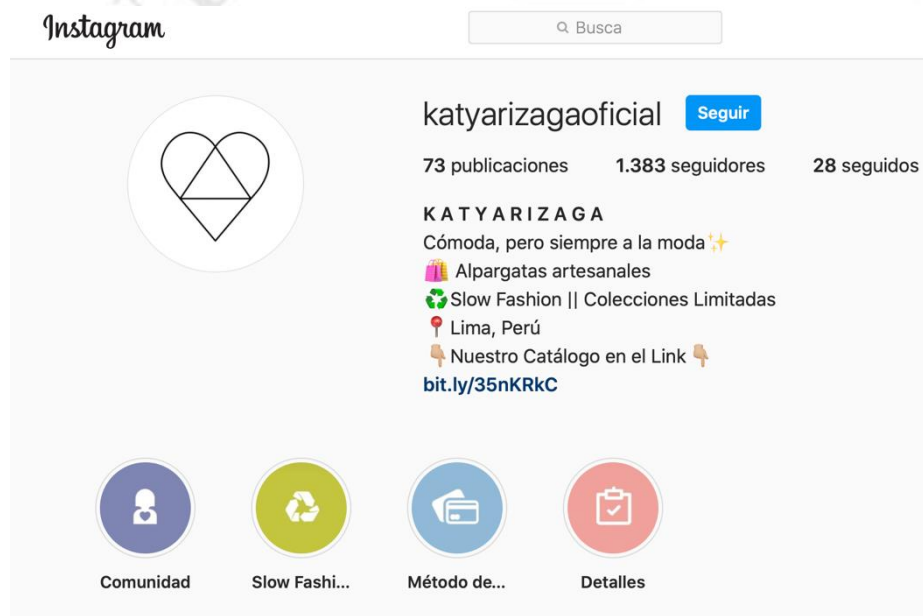 Instagram
Busca
katyarizagaoficial Seguir
73 publicaciones 1.383 seguidores 28 seguidos
K A T Y A R I Z A G A
Cómoda, pero siempre a la moda✨
🛍️ Alpargatas artesanales
♻️Slow Fashion || Colecciones Limitadas
📍 Lima, Perú
👇🏼Nuestro Catálogo en el Link 👇🏼
bit.ly/35nKRkC
Comunidad Slow Fashi... Método de... Detalles